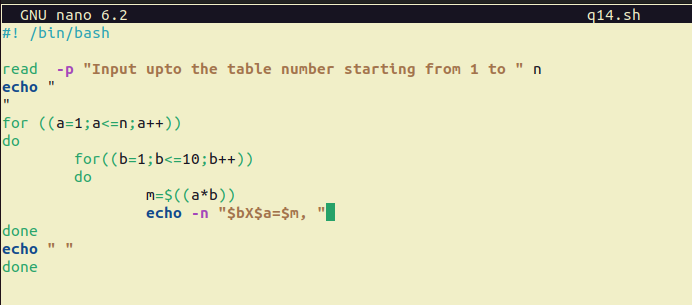 GNU nano 6.2 q14.sh
#! /bin/bash
read -p "Input upto the table number starting from 1 to " n
echo "
"
for ((a=1;a<=n;a++))
do
for((b=1;b<=10;b++))
do
m=$((a*b))
echo -n "$bX$a=$m, "
done
echo " "
done